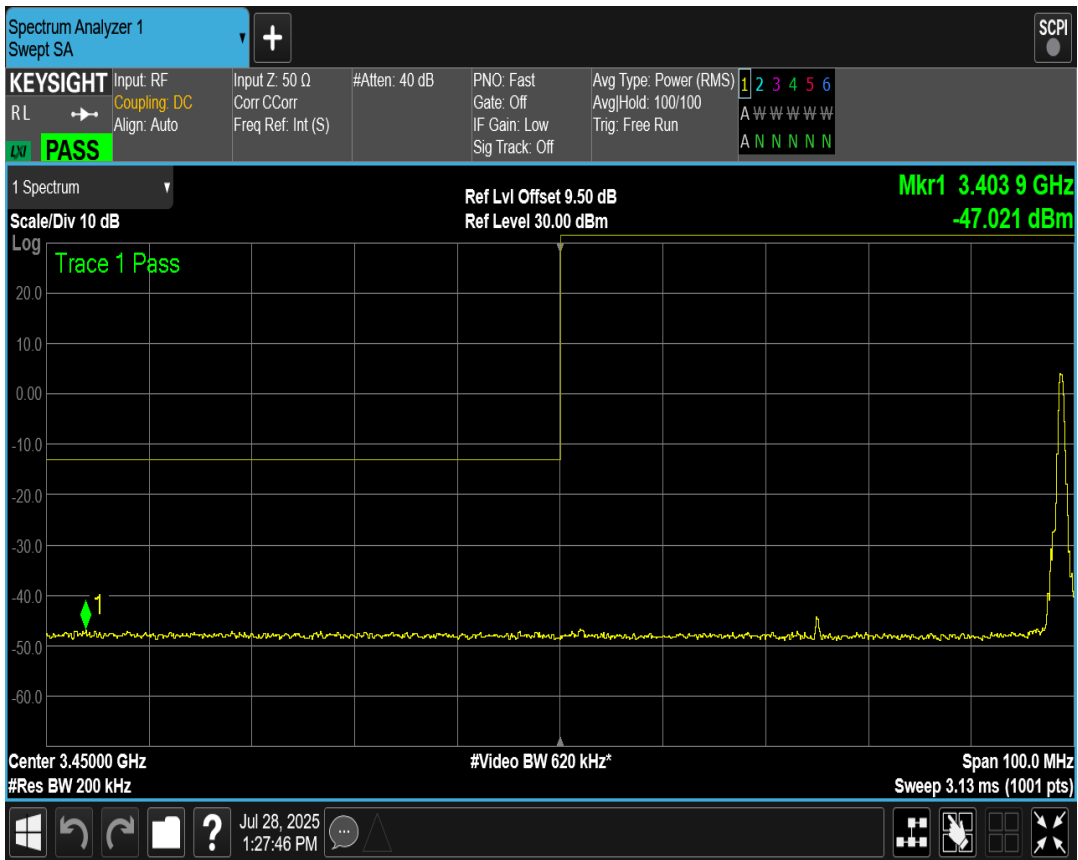 Spectrum Analyzer 1
Swept SA
SCPI
KEYSIGHT
RL
LXI PASS
Input: RF
Coupling: DC
Align: Auto
Input Z: 50 Ω
Corr CCorr
Freq Ref: Int (S)
#Atten: 40 dB
PNO: Fast
Gate: Off
IF Gain: Low
Sig Track: Off
Avg Type: Power (RMS)
Avg|Hold: 100/100
Trig: Free Run
1 2 3 4 5 6
A W W W W W
A N N N N N
1 Spectrum
Scale/Div 10 dB
Ref Lvl Offset 9.50 dB
Ref Level 30.00 dBm
Mkr1 3.403 9 GHz
-47.021 dBm
Log
Trace 1 Pass
20.0
10.0
0.00
-10.0
-20.0
-30.0
-40.0
1
-50.0
-60.0
Center 3.45000 GHz
#Res BW 200 kHz
#Video BW 620 kHz*
Span 100.0 MHz
Sweep 3.13 ms (1001 pts)
Jul 28, 2025
1:27:46 PM